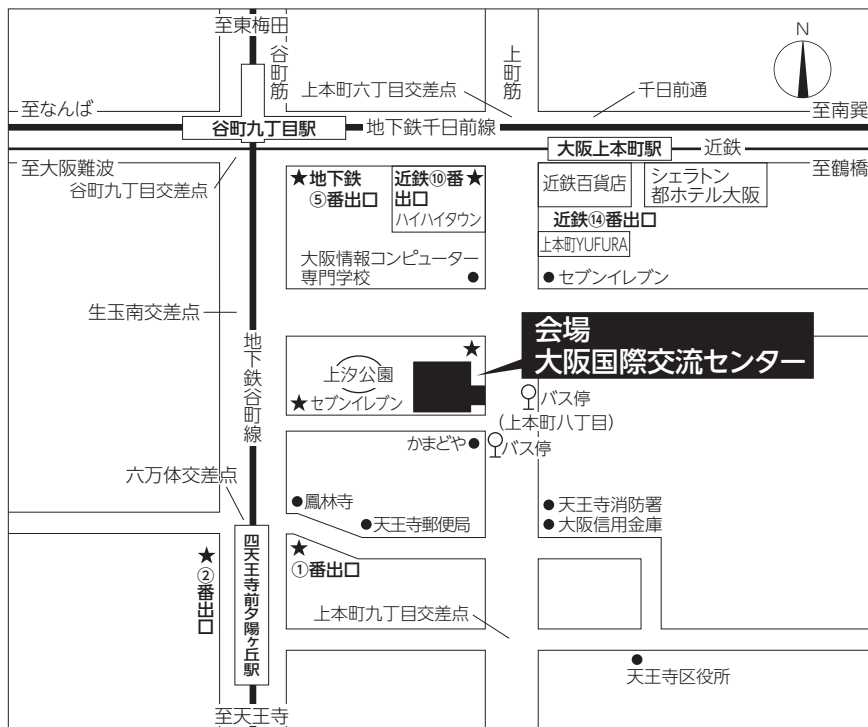 至東梅田
谷町筋
上町筋
N
上本町六丁目交差点
千日前通
至なんば
至南巽
谷町九丁目駅
地下鉄千日前線
大阪上本町駅
近鉄
至大阪難波
至鶴橋
谷町九丁目交差点
★地下鉄
⑤番出口
近鉄⑩番★
出口
ハイハイタウン
近鉄百貨店
シェラトン
都ホテル大阪
近鉄⑭番出口
上本町YUFURA
大阪情報コンピューター
専門学校
●
●セブンイレブン
生玉南交差点
地下鉄谷町線
★
会場
大阪国際交流センター
上汐公園
★セブンイレブン
バス停
(上本町八丁目)
かまどや●
バス停
六万体交差点
●鳳林寺
●天王寺郵便局
●天王寺消防署
●大阪信用金庫
四天王寺前夕陽ヶ丘駅
★
②番出口
★
①番出口
上本町九丁目交差点
●
天王寺区役所
至天王寺